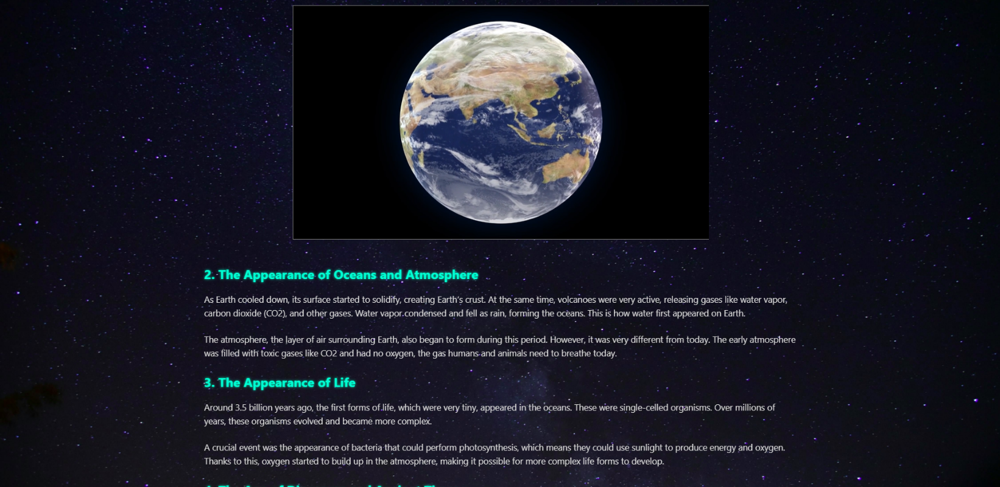 2. The Appearance of Oceans and Atmosphere
As Earth cooled down, its surface started to solidify, creating Earth's crust. At the same time, volcanoes were very active, releasing gases like water vapor,
carbon dioxide (CO2), and other gases. Water vapor condensed and fell as rain, forming the oceans. This is how water first appeared on Earth.
The atmosphere, the layer of air surrounding Earth, also began to form during this period. However, it was very different from today. The early atmosphere
was filled with toxic gases like CO2 and had no oxygen, the gas humans and animals need to breathe today.
3. The Appearance of Life
Around 3.5 billion years ago, the first forms of life, which were very tiny, appeared in the oceans. These were single-celled organisms. Over millions of
years, these organisms evolved and became more complex.
A crucial event was the appearance of bacteria that could perform photosynthesis, which means they could use sunlight to produce energy and oxygen.
Thanks to this, oxygen started to build up in the atmosphere, making it possible for more complex life forms to develop.